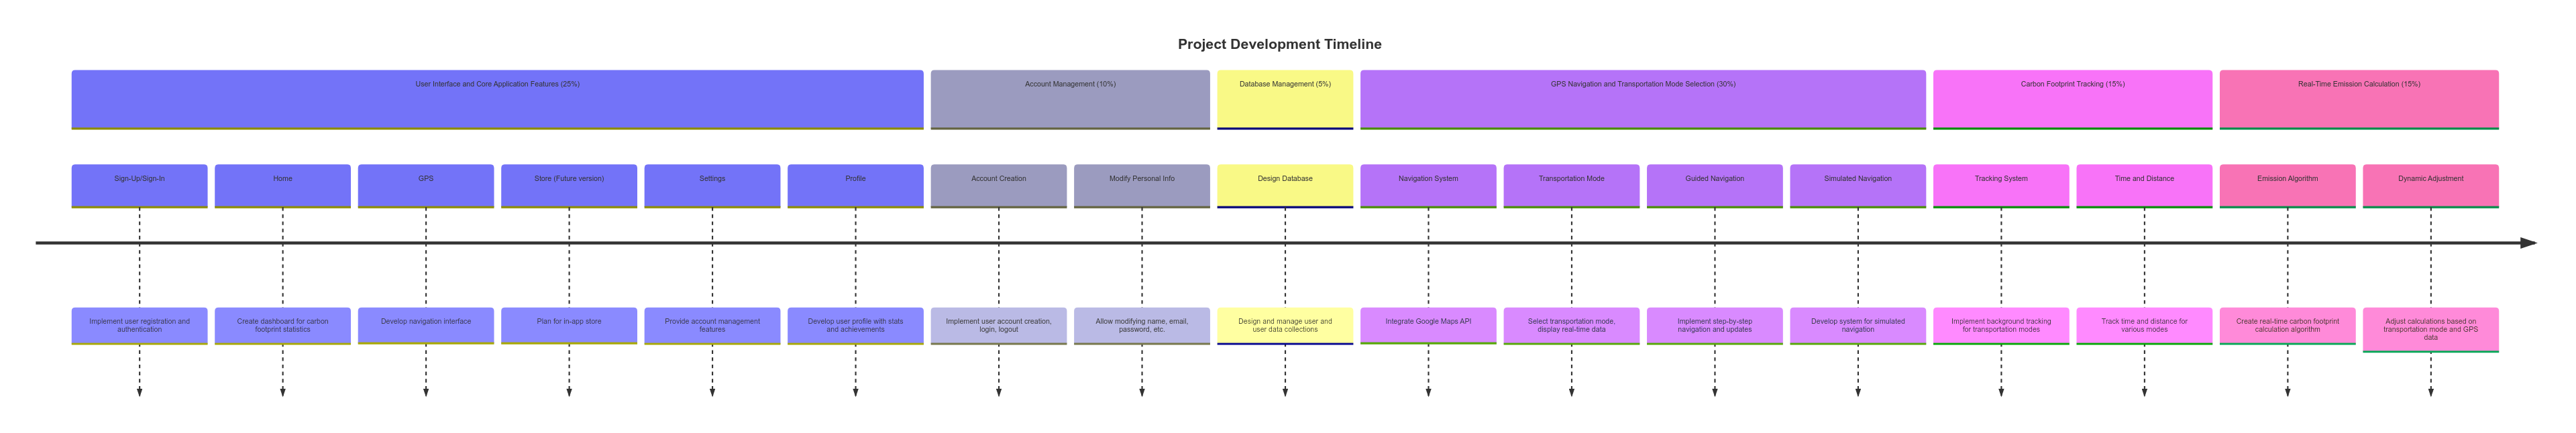 Project Development Timeline
User Interface and Core Application Features (25%)
Account Management (10%)
Database Management (5%)
GPS Navigation and Transportation Mode Selection (30%)
Carbon Footprint Tracking (15%)
Real-Time Emission Calculation (15%)
Sign-Up/Sign-In
Home
GPS
Store (Future version)
Settings
Profile
Account Creation
Modify Personal Info
Design Database
Navigation System
Transportation Mode
Guided Navigation
Simulated Navigation
Tracking System
Time and Distance
Emission Algorithm
Dynamic Adjustment
Implement user registration and
authentication
Create dashboard for carbon
footprint statistics
Develop navigation interface
Plan for in-app store
Provide account management
features
Develop user profile with stats
and achievements
Implement user account creation,
login, logout
Allow modifying name, email,
password, etc.
Design and manage user and
user data collections
Integrate Google Maps API
Select transportation mode,
display real-time data
Implement step-by-step
navigation and updates
Develop system for simulated
navigation
Implement background tracking
for transportation modes
Track time and distance for
various modes
Create real-time carbon footprint
calculation algorithm
Adjust calculations based on
transportation mode and GPS
data